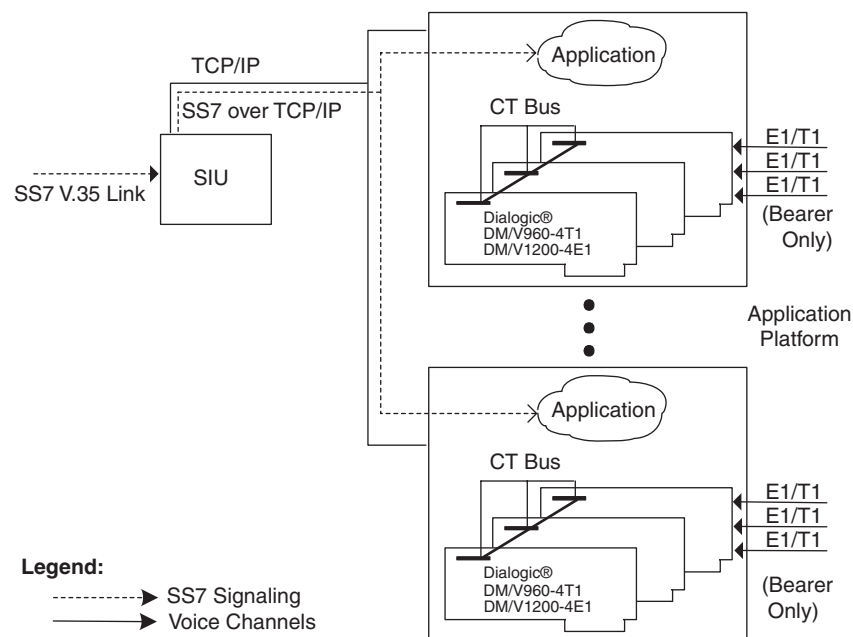 Application
TCP/IP
SS7 over TCP/IP
CT Bus
E1/T1
E1/T1
E1/T1
SIU
SS7 V.35 Link
Dialogic®
DM/V960-4T1
DM/V1200-4E1
(Bearer
Only)
Application
Platform
Application
CT Bus
E1/T1
E1/T1
E1/T1
Dialogic®
DM/V960-4T1
DM/V1200-4E1
(Bearer
Only)
Legend:
SS7 Signaling
Voice Channels